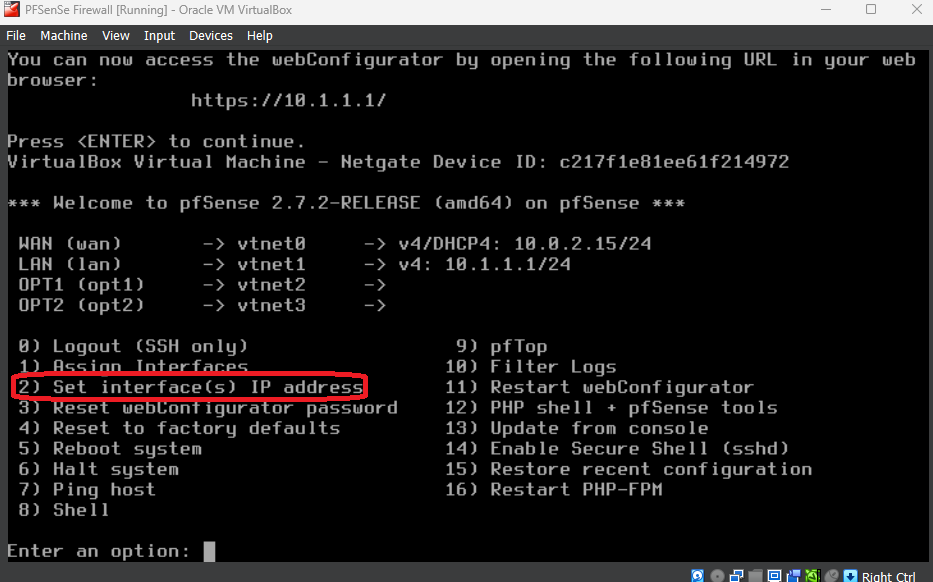 PFSenSe Firewall [Running] - Oracle VM VirtualBox
File Machine View Input Devices Help
You can now access the webConfigurator by opening the following URL in your web
browser:
https://10.1.1.1/
Press <ENTER> to continue.
VirtualBox Virtual Machine - Netgate Device ID: c217f1e81ee61f214972
*** Welcome to pfSense 2.7.2-RELEASE (amd64) on pfSense ***
WAN (wan) -> vtnet0 -> v4/DHCP4: 10.0.2.15/24
LAN (lan) -> vtnet1 -> v4: 10.1.1.1/24
OPT1 (opt1) -> vtnet2 ->
OPT2 (opt2) -> vtnet3 ->
0) Logout (SSH only) 9) pfTop
1) Assign Interfaces 10) Filter Logs
2) Set interface(s) IP address 11) Restart webConfigurator
3) Reset webConfigurator password 12) PHP shell + pfSense tools
4) Reset to factory defaults 13) Update from console
5) Reboot system 14) Enable Secure Shell (sshd)
6) Halt system 15) Restore recent configuration
7) Ping host 16) Restart PHP-FPM
8) Shell
Enter an option:
Right Ctrl